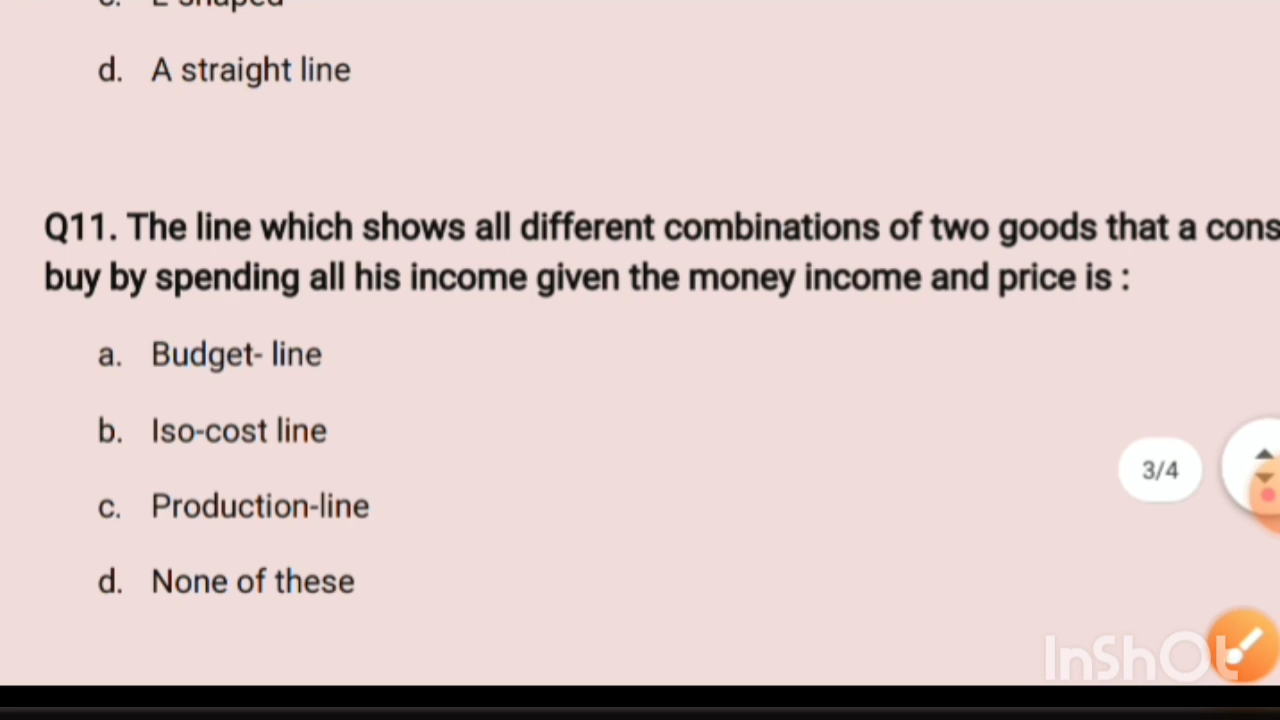 d. A straight line
Q11. The line which shows all different combinations of two goods that a cons
buy by spending all his income given the money income and price is :
a. Budget- line
b. Iso-cost line
3/4
c. Production-line
d. None of these
InShOt